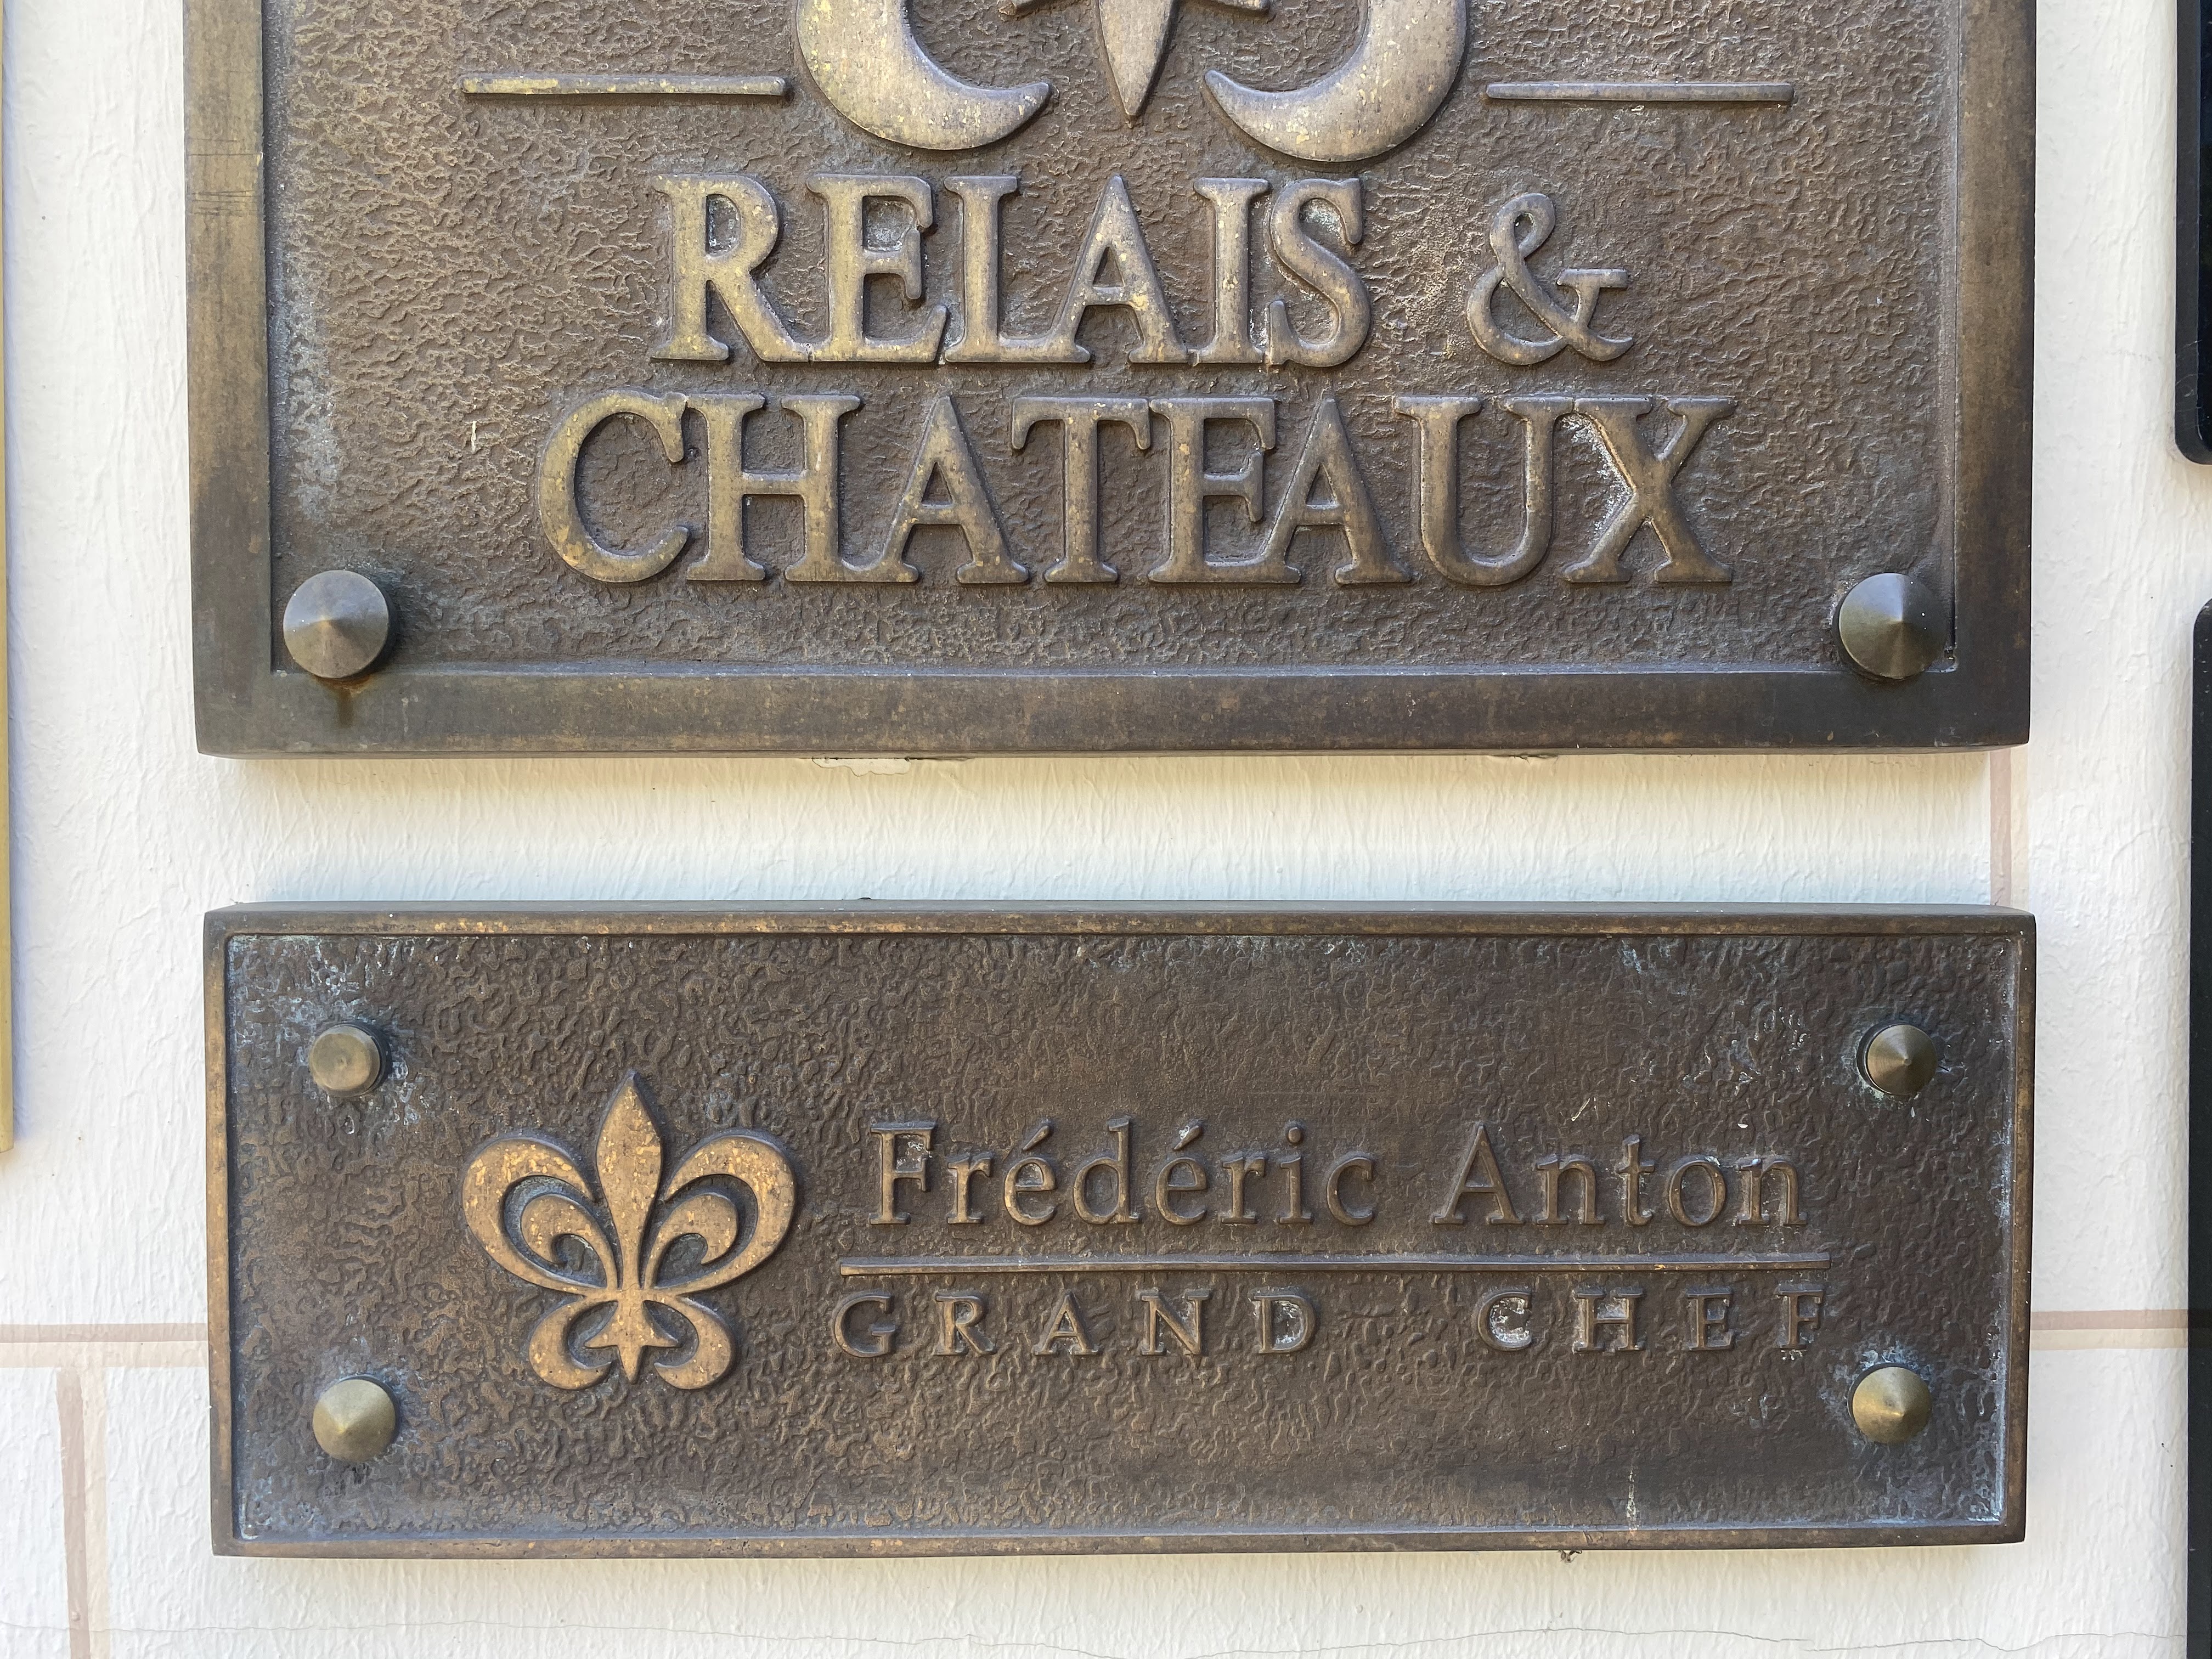 RELAIS &
CHATEAUX
Frédéric Anton
GRAND CHEF